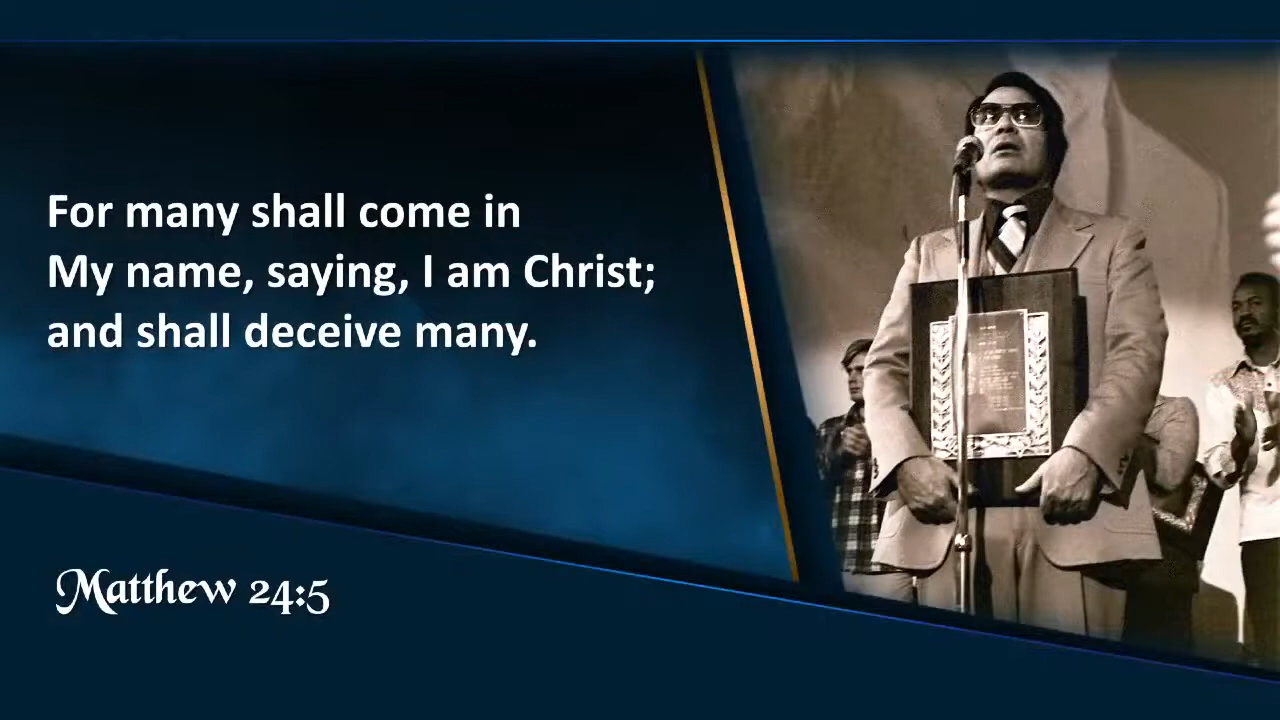 For many shall come in
My name, saying, I am Christ;
and shall deceive many.
Matthew 24:5